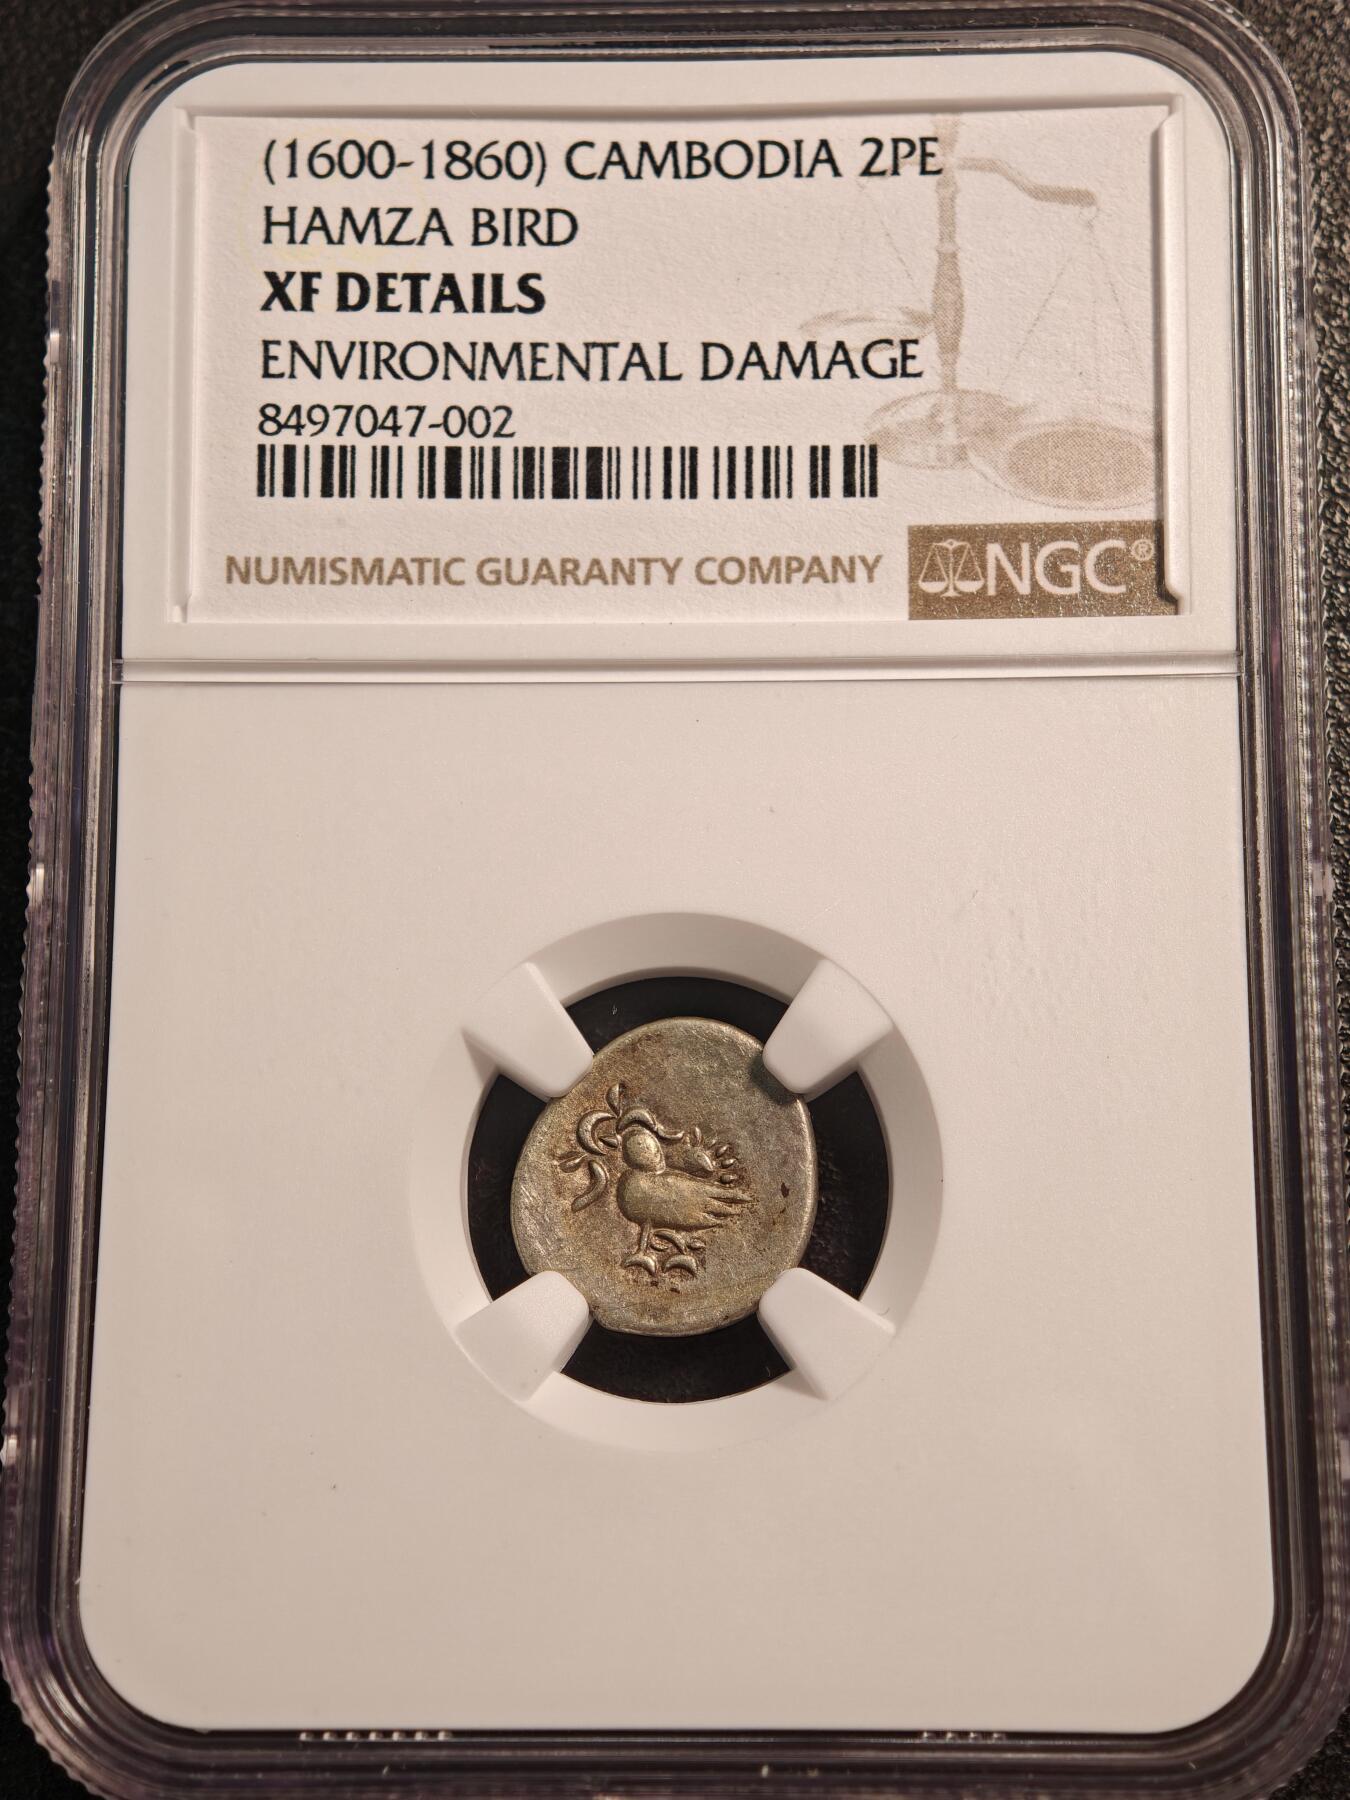 (1600-1860) CAMBODIA 2PE
HAMZA BIRD
XF DETAILS
ENVIRONMENTAL DAMAGE
8497047-002
NUMISMATIC GUARANTY COMPANY
NGC®